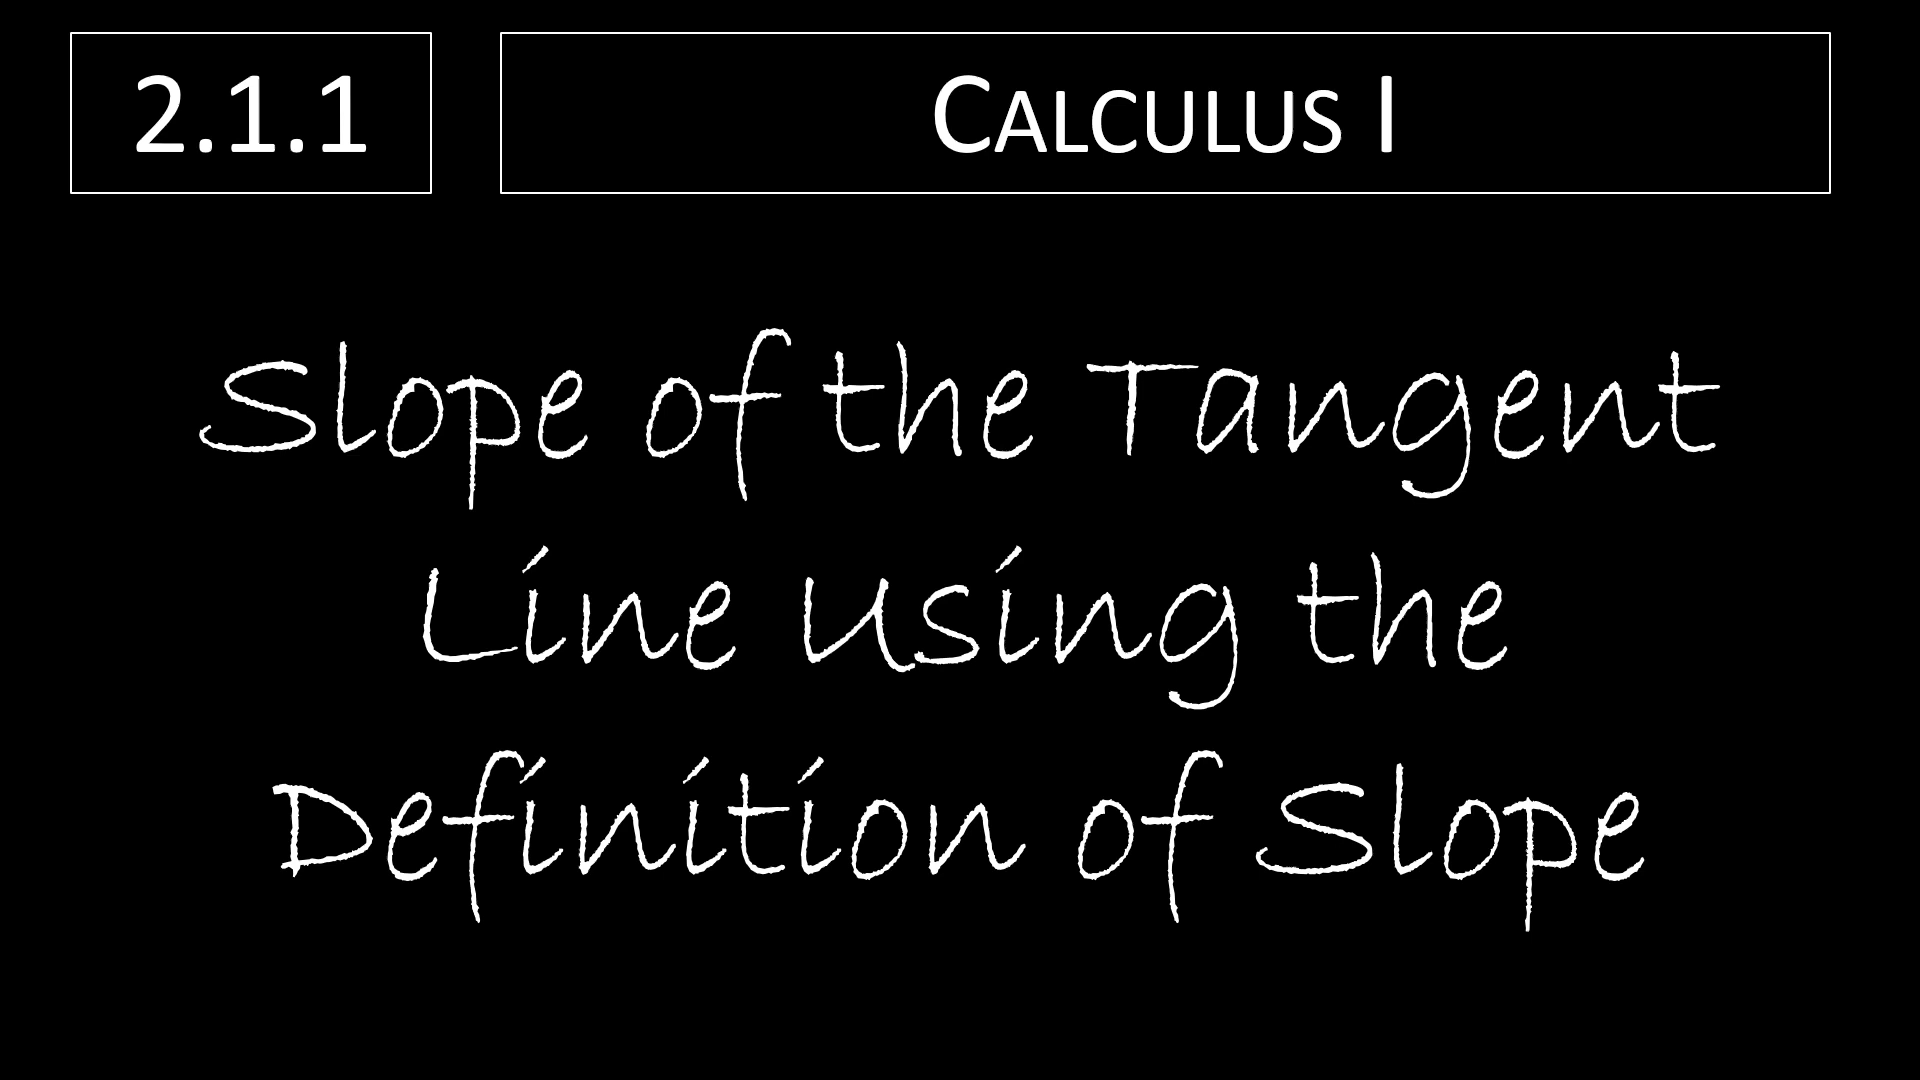 2.1.1
CALCULUS I
Slope of the Tangent
Line Using the
Definition of Slope